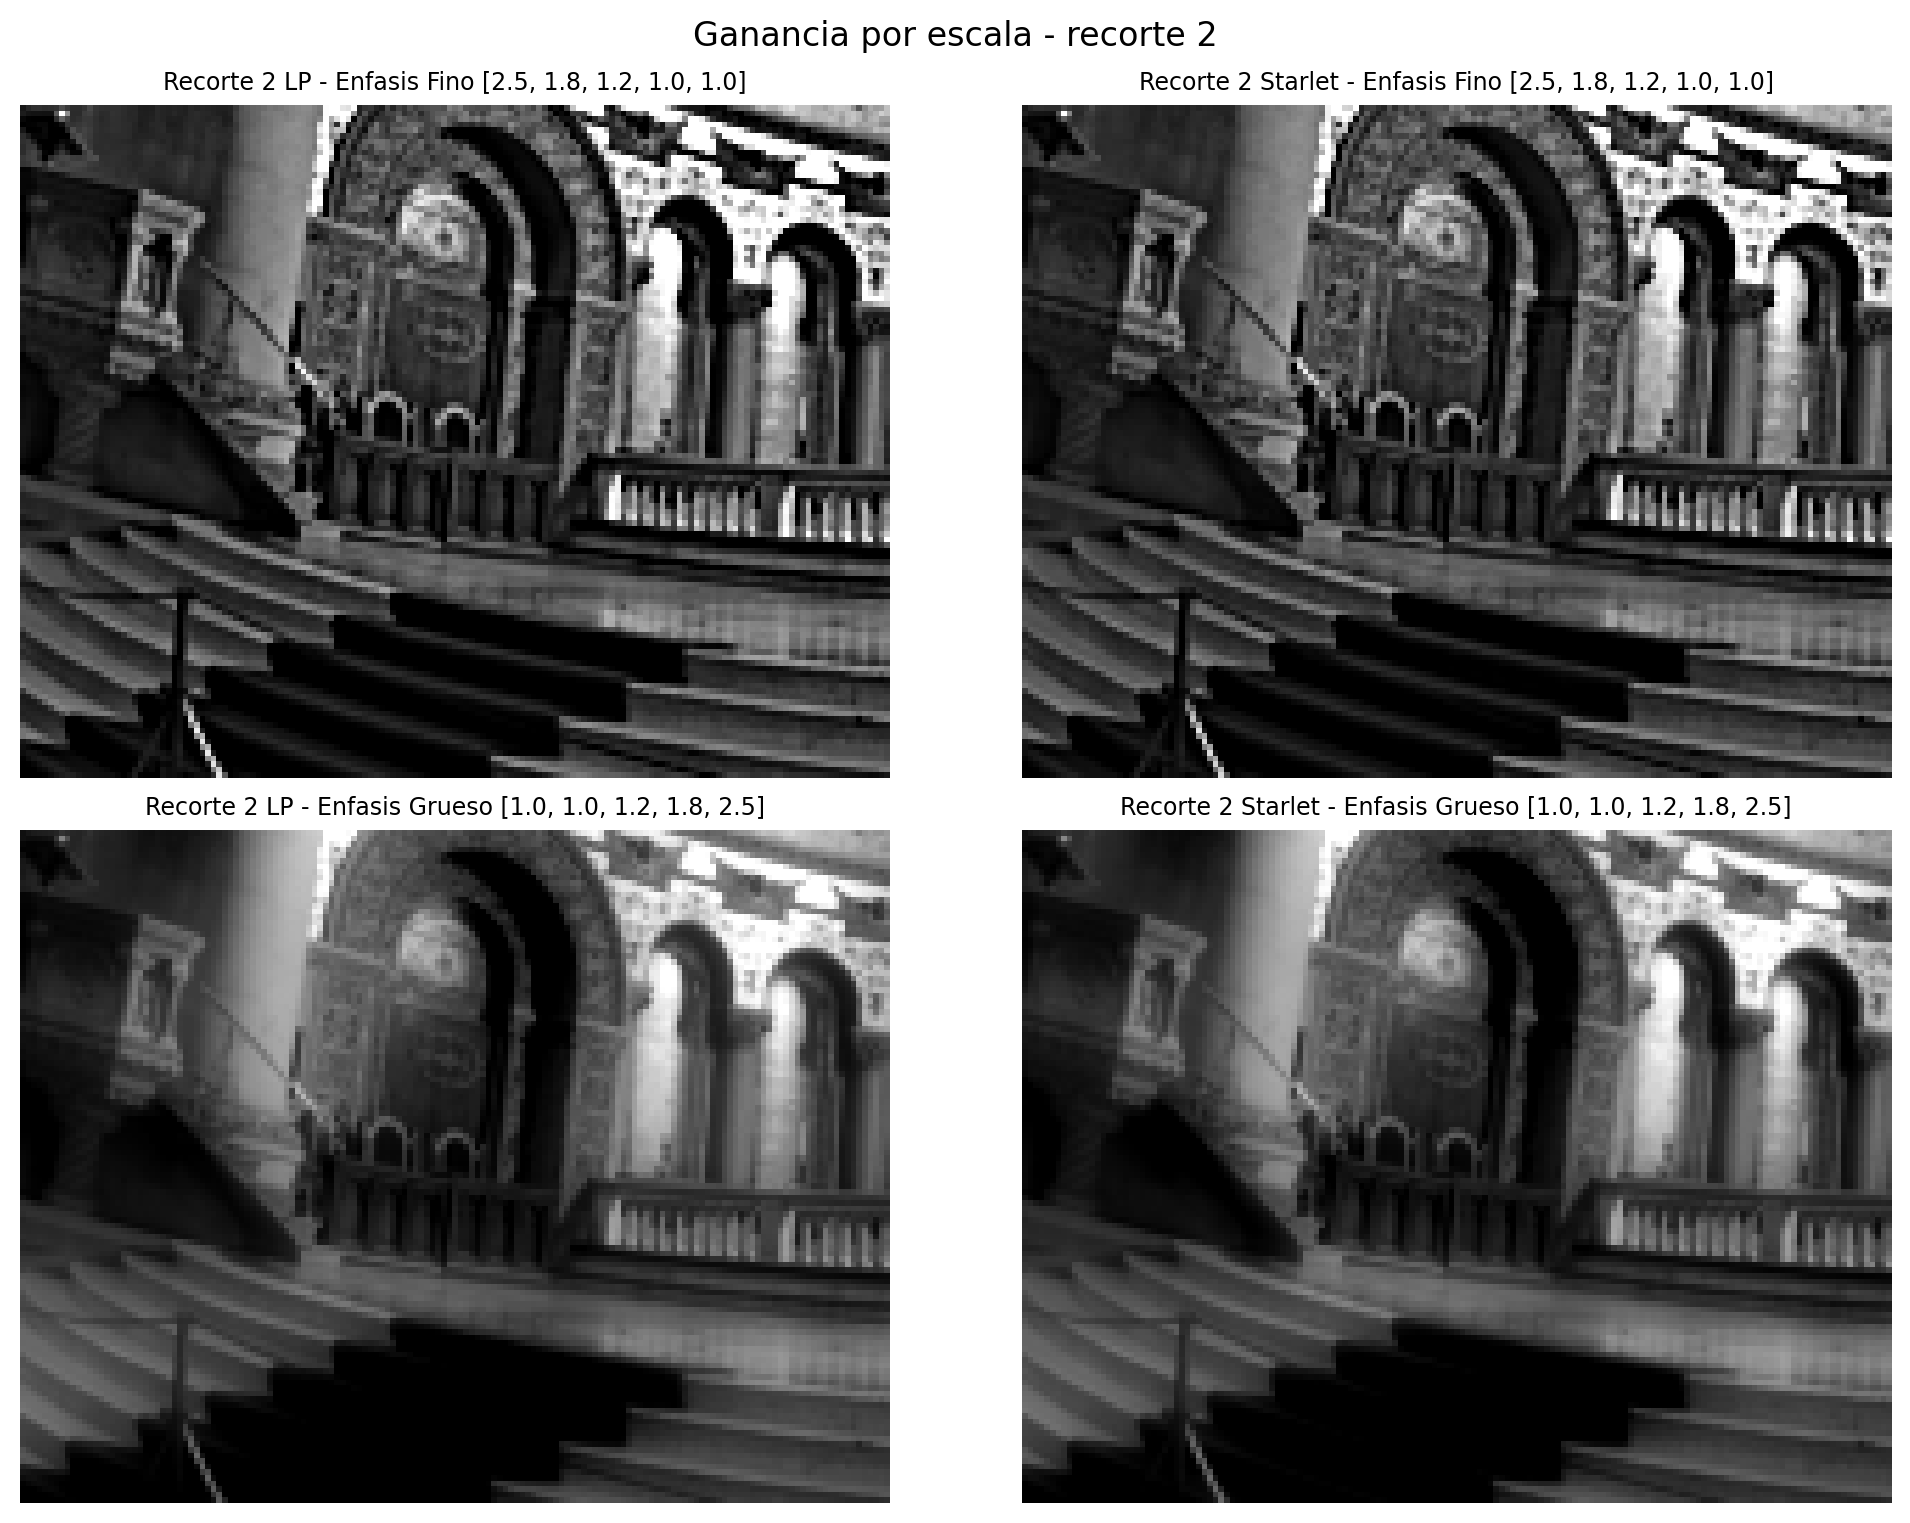 Ganancia por escala - recorte 2
Recorte 2 LP - Enfasis Fino [2.5, 1.8, 1.2, 1.0, 1.0]
Recorte 2 Starlet - Enfasis Fino [2.5, 1.8, 1.2, 1.0, 1.0]
Recorte 2 LP - Enfasis Grueso [1.0, 1.0, 1.2, 1.8, 2.5]
Recorte 2 Starlet - Enfasis Grueso [1.0, 1.0, 1.2, 1.8, 2.5]